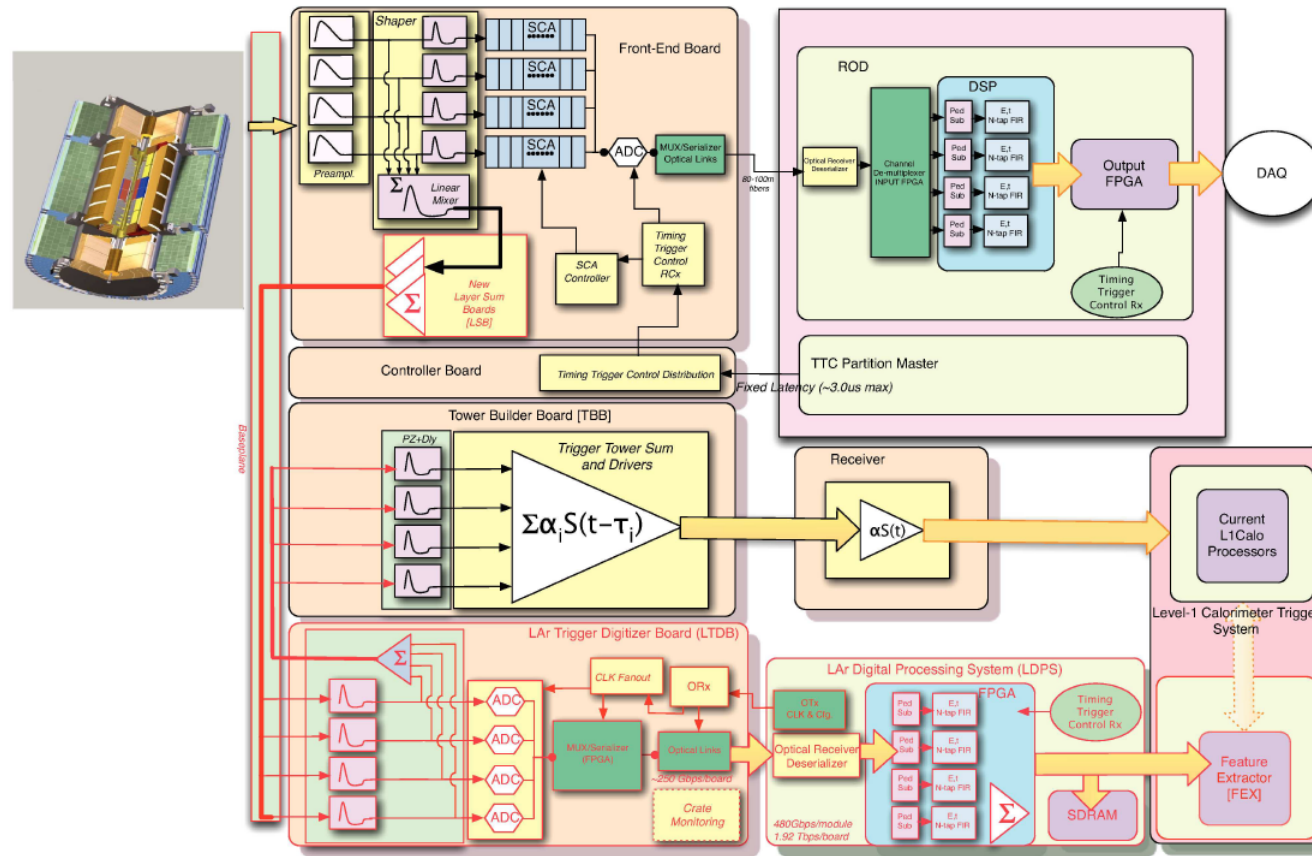 Shaper
SCA
SCA
SCA
SCA
Front-End Board
Preampl.
Σ
Linear
Mixer
ADC
MUX/Serializer
Optical Links
80-100m
fibers
New
Layer Sum
Boards
[LSB]
Σ
SCA
Controller
Timing
Trigger
Control
RCx
ROD
Optical Receiver
Deserializer
Channel
De-multiplexer
INPUT FPGA
DSP
Ped
Sub
E,t
N-tap FIR
Ped
Sub
E,t
N-tap FIR
Ped
Sub
E,t
N-tap FIR
Ped
Sub
E,t
N-tap FIR
Output
FPGA
DAQ
Timing
Trigger
Control Rx
Controller Board
Timing Trigger Control Distribution
TTC Partition Master
Fixed Latency (~3.0us max)
Baseplane
Tower Builder Board [TBB]
PZ+Dly
Trigger Tower Sum
and Drivers
Σα_i S(t-τ_i)
Receiver
αS(t)
Current
L1Calo
Processors
Level-1 Calorimeter Trigge
System
LAr Trigger Digitizer Board (LTDB)
Σ
ADC
ADC
ADC
ADC
CLK Fanout
ORx
MUX/Serializer
(FPGA)
Optical Links
~250 Gbps/board
Crate
Monitoring
LAr Digital Processing System (LDPS)
OTx
CLK & Cfg.
Optical Receiver
Deserializer
480Gbps/module
1.92 Tbps/board
FPGA
Ped
Sub
E,t
N-tap FIR
Ped
Sub
E,t
N-tap FIR
Ped
Sub
E,t
N-tap FIR
Ped
Sub
E,t
N-tap FIR
Σ
Timing
Trigger
Control Rx
SDRAM
Feature
Extractor
[FEX]